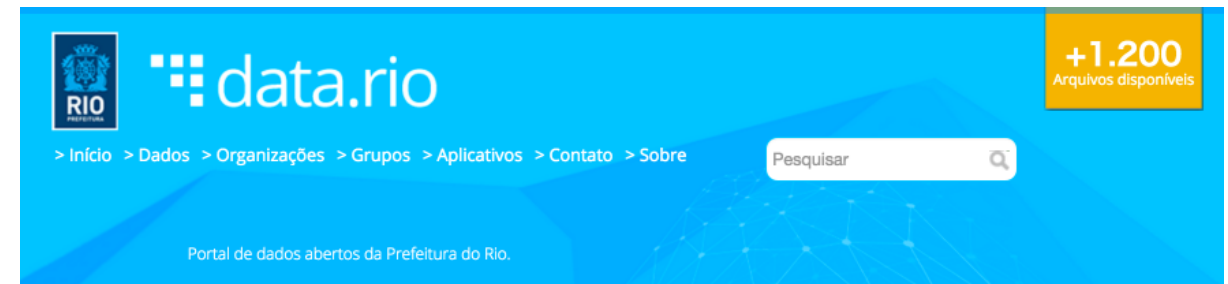 +1.200
Arquivos disponíveis
RIO
PREFEITURA
data.rio
> Início > Dados > Organizações > Grupos > Aplicativos > Contato > Sobre
Pesquisar
Portal de dados abertos da Prefeitura do Rio.